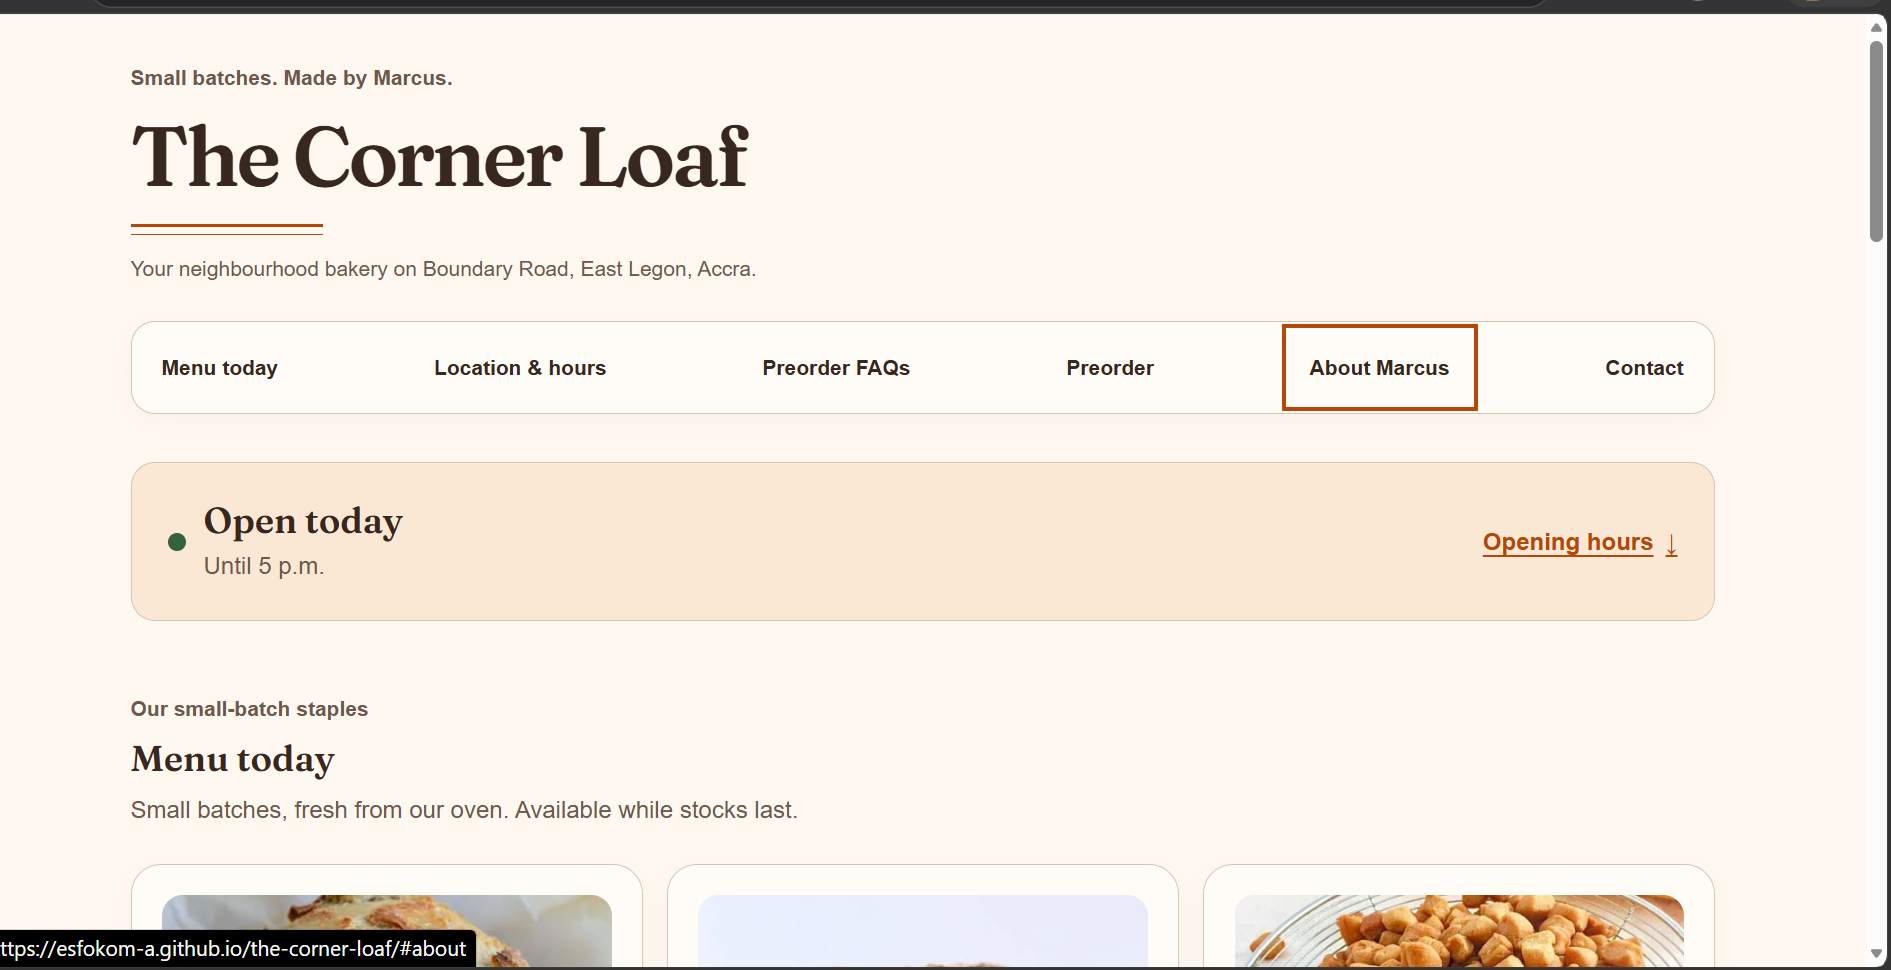 Small batches. Made by Marcus.
The Corner Loaf
Your neighbourhood bakery on Boundary Road, East Legon, Accra.
Menu today
Location & hours
Preorder FAQs
Preorder
About Marcus
Contact
Open today
Until 5 p.m.
Opening hours ↓
Our small-batch staples
Menu today
Small batches, fresh from our oven. Available while stocks last.
ttps://esfokom-a.github.io/the-corner-loaf/#about